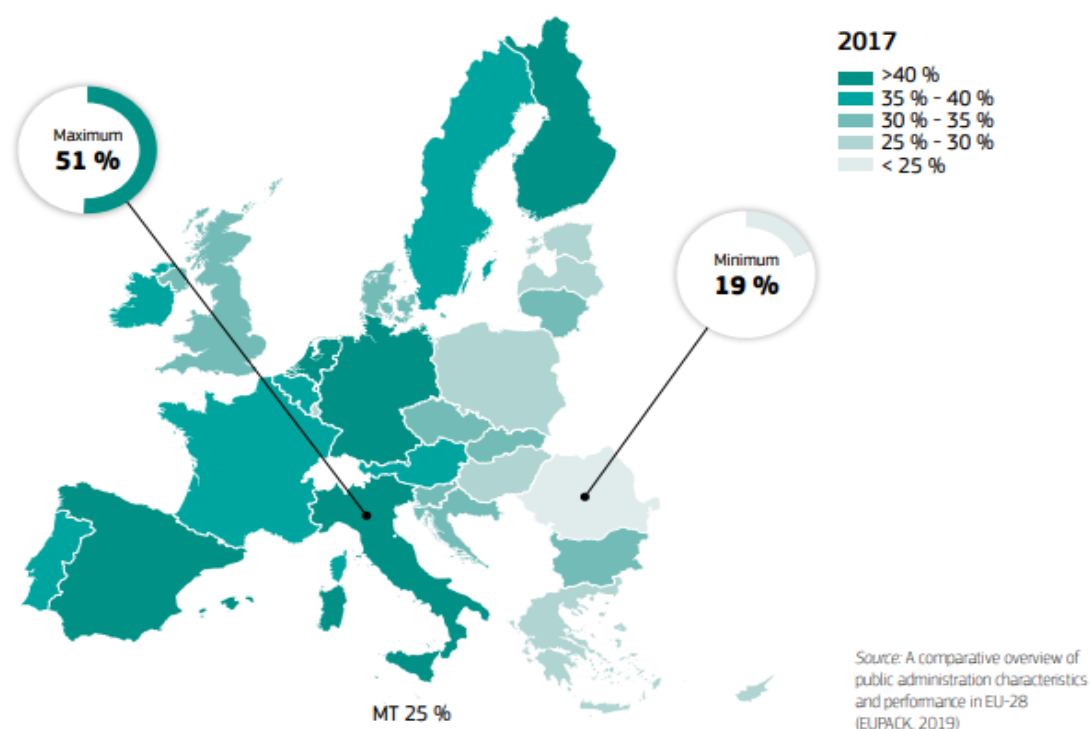 2017
>40 %
35 % - 40 %
30 % - 35 %
25 % - 30 %
< 25 %
Maximum
51 %
Minimum
19 %
MT 25 %
Source: A comparative overview of
public administration characteristics
and performance in EU-28
(EUPACK, 2019)